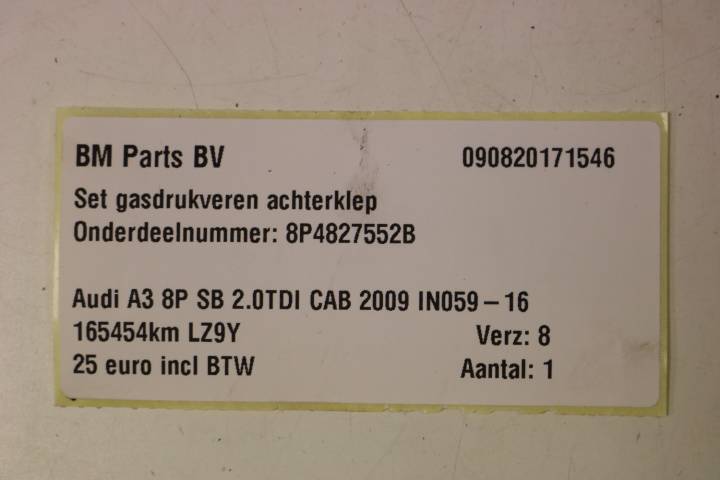 BM Parts BV 090820171546
Set gasdrukveren achterklep
Onderdeelnummer: 8P4827552B
Audi A3 8P SB 2.0TDI CAB 2009 IN059 – 16
165454km LZ9Y Verz: 8
25 euro incl BTW Aantal: 1